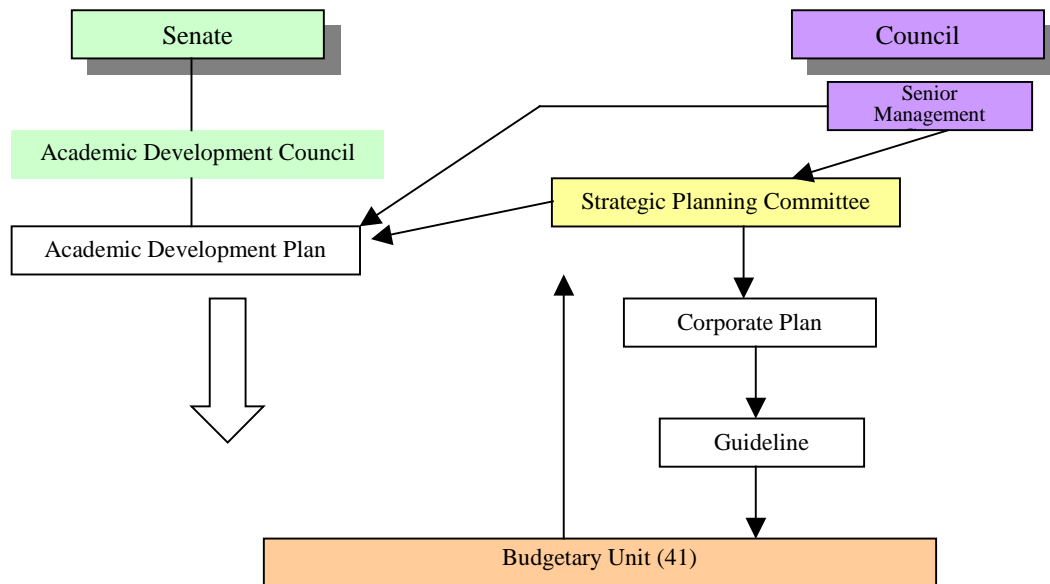 Senate
Council
Senior
Management
Academic Development Council
Strategic Planning Committee
Academic Development Plan
Corporate Plan
Guideline
Budgetary Unit (41)